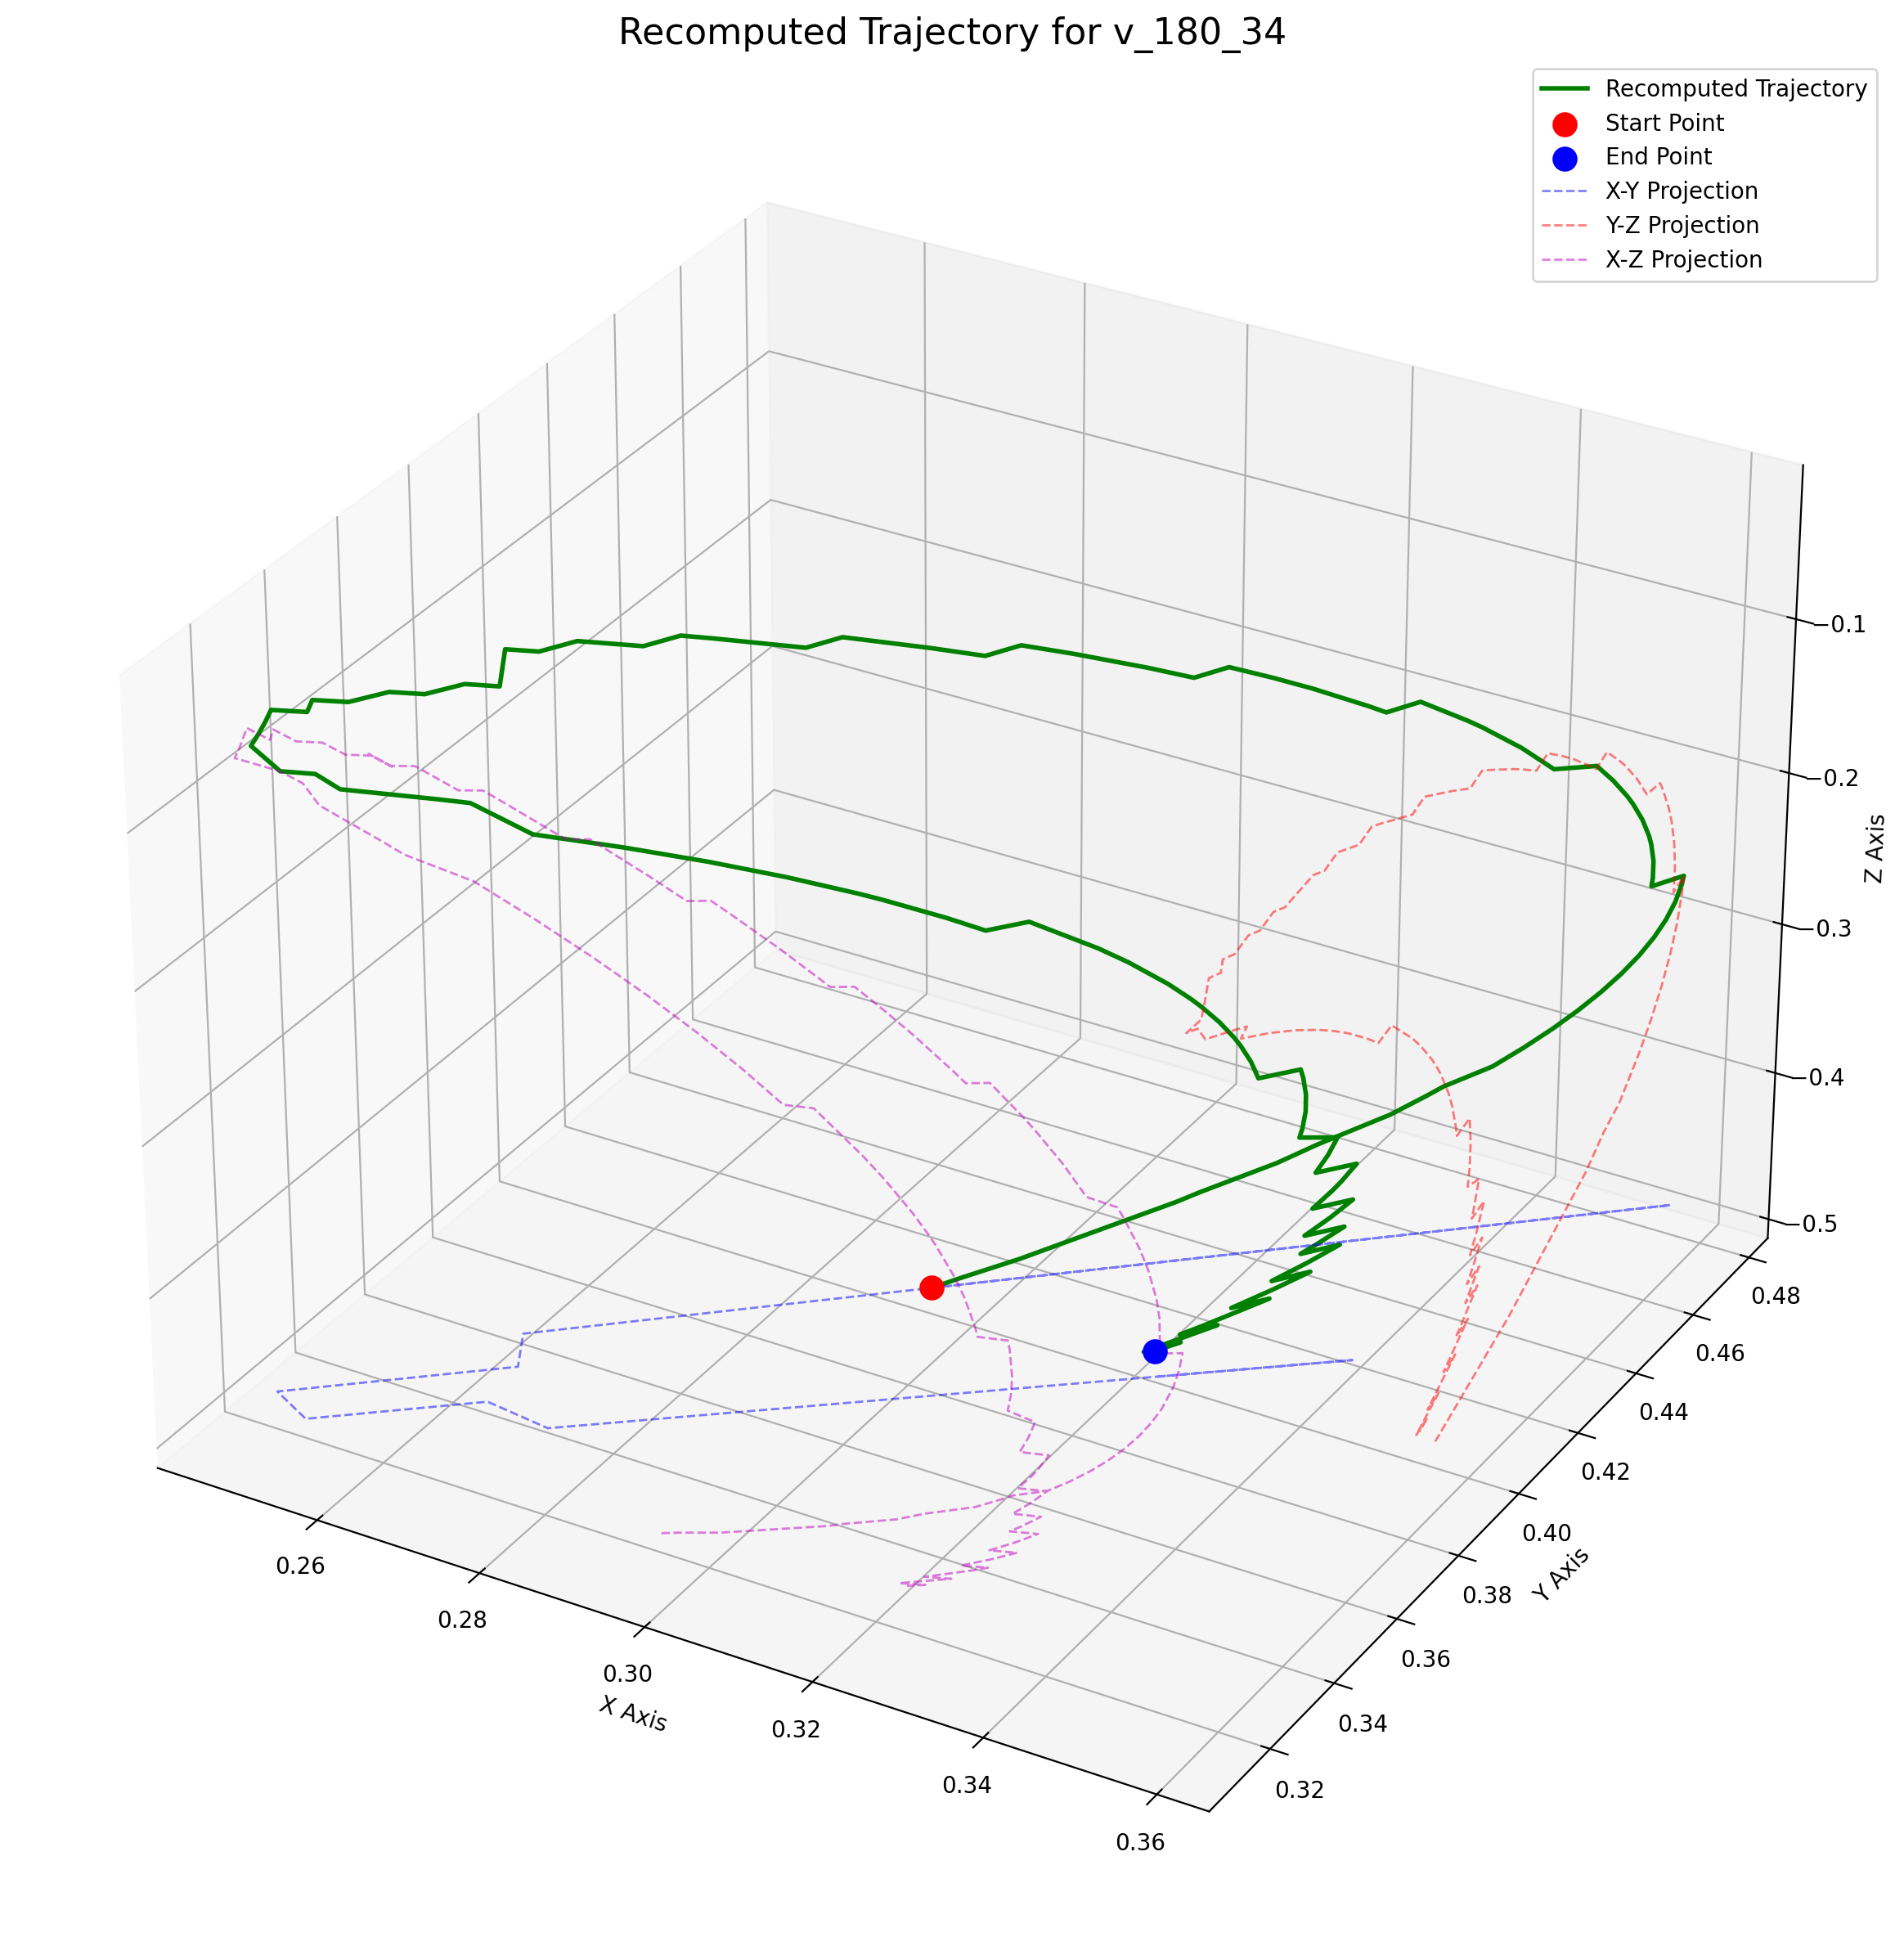 Recomputed Trajectory for v_180_34
Recomputed Trajectory
Start Point
End Point
X-Y Projection
Y-Z Projection
X-Z Projection
−0.1
−0.2
−0.3
−0.4
−0.5
Z Axis
0.48
0.46
0.44
0.42
0.40
0.38
0.36
0.34
0.32
Y Axis
0.26
0.28
0.30
0.32
0.34
0.36
X Axis